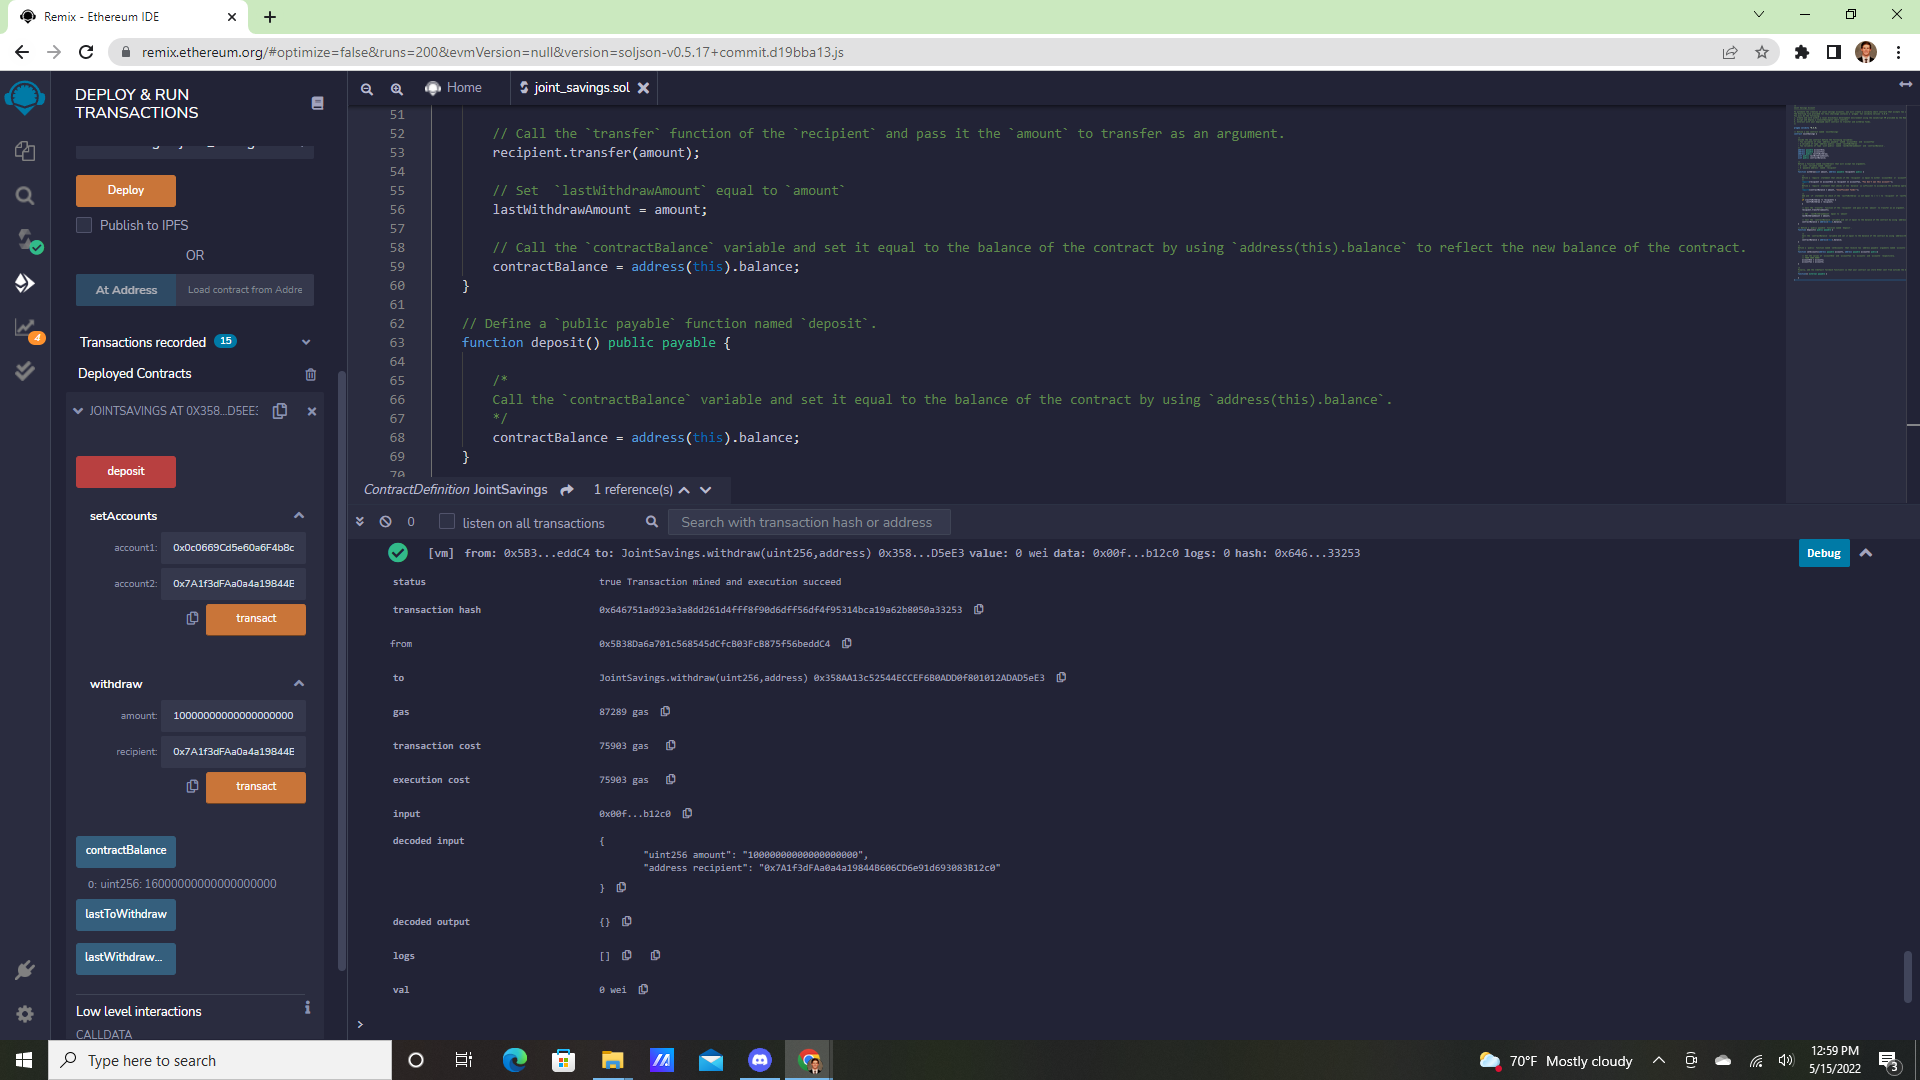 Remix - Ethereum IDE
remix.ethereum.org/#optimize=false&runs=200&evmVersion=null&version=soljson-v0.5.17+commit.d19bba13.js
DEPLOY & RUN
TRANSACTIONS
Deploy
Publish to IPFS
OR
At Address
Load contract from Addre
Transactions recorded 15
Deployed Contracts
JOINTSAVINGS AT 0X358...D5EE3
deposit
setAccounts
account1: 0x0c0669Cd5e60a6F4b8c
account2: 0x7A1f3dFAa0a4a19844E
transact
withdraw
amount: 10000000000000000000
recipient: 0x7A1f3dFAa0a4a19844E
transact
contractBalance
0: uint256: 16000000000000000000
lastToWithdraw
lastWithdraw...
Low level interactions
CALLDATA
4
Home
joint_savings.sol
51
52 // Call the `transfer` function of the `recipient` and pass it the `amount` to transfer as an argument.
53 recipient.transfer(amount);
54
55 // Set  `lastWithdrawAmount` equal to `amount`
56 lastWithdrawAmount = amount;
57
58 // Call the `contractBalance` variable and set it equal to the balance of the contract by using `address(this).balance` to reflect the new balance of the contract.
59 contractBalance = address(this).balance;
60 }
61
62 // Define a `public payable` function named `deposit`.
63 function deposit() public payable {
64
65 /*
66 Call the `contractBalance` variable and set it equal to the balance of the contract by using `address(this).balance`.
67 */
68 contractBalance = address(this).balance;
69 }
70
ContractDefinition JointSavings 1 reference(s)
0 listen on all transactions Search with transaction hash or address
[vm] from: 0x5B3...eddC4 to: JointSavings.withdraw(uint256,address) 0x358...D5eE3 value: 0 wei data: 0x00f...b12c0 logs: 0 hash: 0x646...33253
Debug
status true Transaction mined and execution succeed
transaction hash 0x646751ad923a3a8dd261d4fff8f90d6dff56df4f95314bca19a62b8050a33253
from 0x5B38Da6a701c568545dCfcB03FcB875f56beddC4
to JointSavings.withdraw(uint256,address) 0x358AA13c52544ECCEF6B0ADD0f801012ADAD5eE3
gas 87289 gas
transaction cost 75903 gas
execution cost 75903 gas
input 0x00f...b12c0
decoded input {
"uint256 amount": "10000000000000000000",
"address recipient": "0x7A1f3dFAa0a4a19844B606CD6e91d693083B12c0"
}
decoded output {}
logs []
val 0 wei
>
Type here to search
70°F Mostly cloudy
12:59 PM
5/15/2022
3